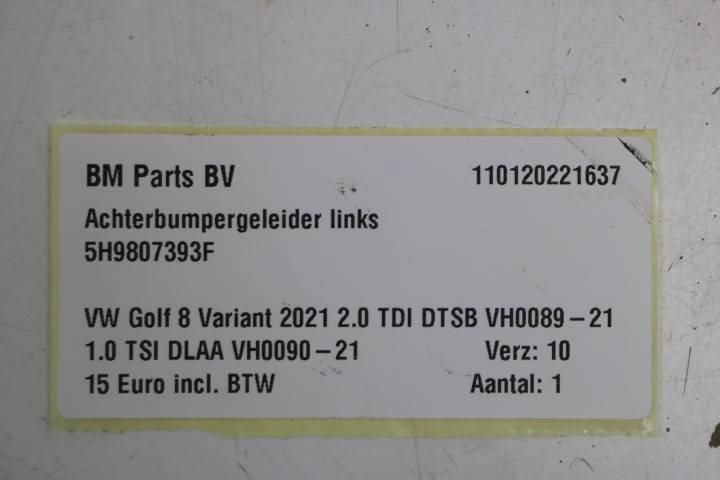 BM Parts BV 110120221637
Achterbumpergeleider links
5H9807393F
VW Golf 8 Variant 2021 2.0 TDI DTSB VH0089-21
1.0 TSI DLAA VH0090-21 Verz: 10
15 Euro incl. BTW Aantal: 1